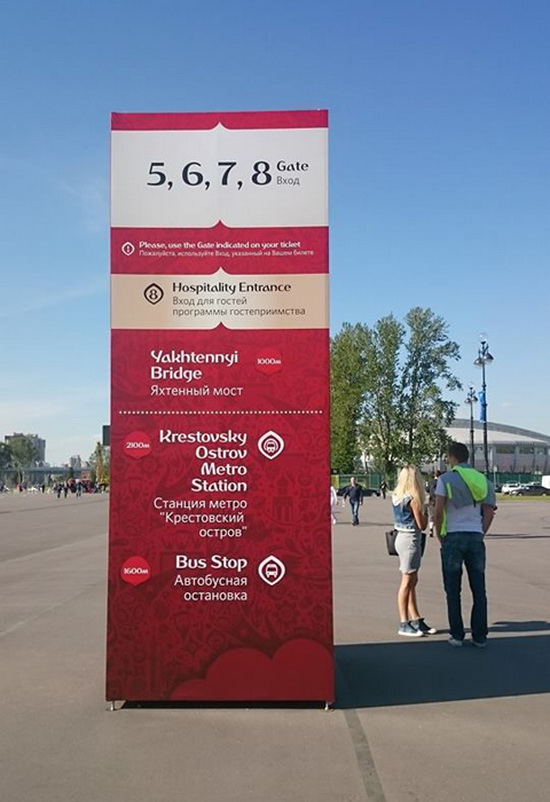 5, 6, 7, 8 Gate
Вход
Please, use the Gate indicated on your ticket
Пожалуйста, используйте Вход, указанный на Вашем билете
8
Hospitality Entrance
Вход для гостей
программы гостеприимства
Yakhtennyi
Bridge
1000m
Яхтенный мост
2100m
Krestovsky
Ostrov
Metro
Station
Станция метро
"Крестовский
остров"
1600m
Bus Stop
Автобусная
остановка